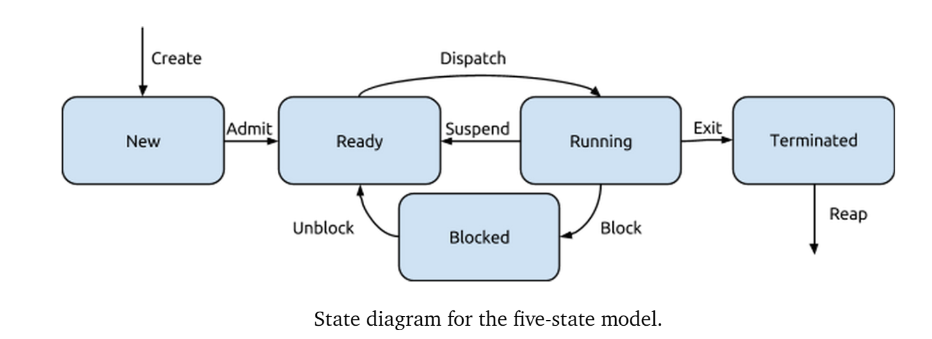 Create
Dispatch
New
Admit
Ready
Suspend
Running
Exit
Terminated
Unblock
Blocked
Block
Reap
State diagram for the five-state model.